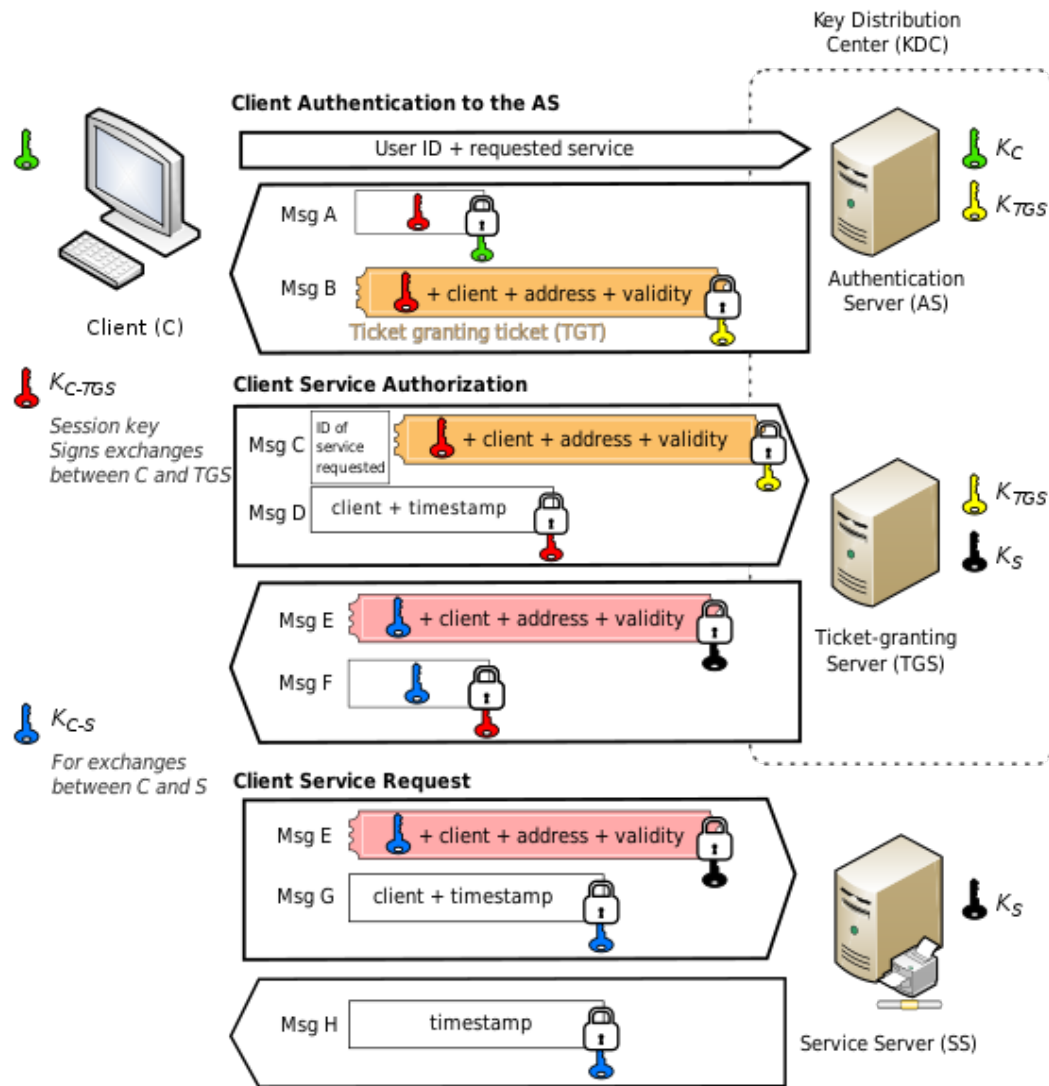 Key Distribution
Center (KDC)
Client Authentication to the AS
User ID + requested service
K_C
Msg A
K_TGS
Msg B
+ client + address + validity
Ticket granting ticket (TGT)
Client (C)
Authentication
Server (AS)
K_C-TGS
Session key
Signs exchanges
between C and TGS
Client Service Authorization
Msg C
ID of
service
requested
+ client + address + validity
Msg D
client + timestamp
K_TGS
K_S
Msg E
+ client + address + validity
Msg F
Ticket-granting
Server (TGS)
K_C-S
For exchanges
between C and S
Client Service Request
Msg E
+ client + address + validity
Msg G
client + timestamp
K_S
Msg H
timestamp
Service Server (SS)